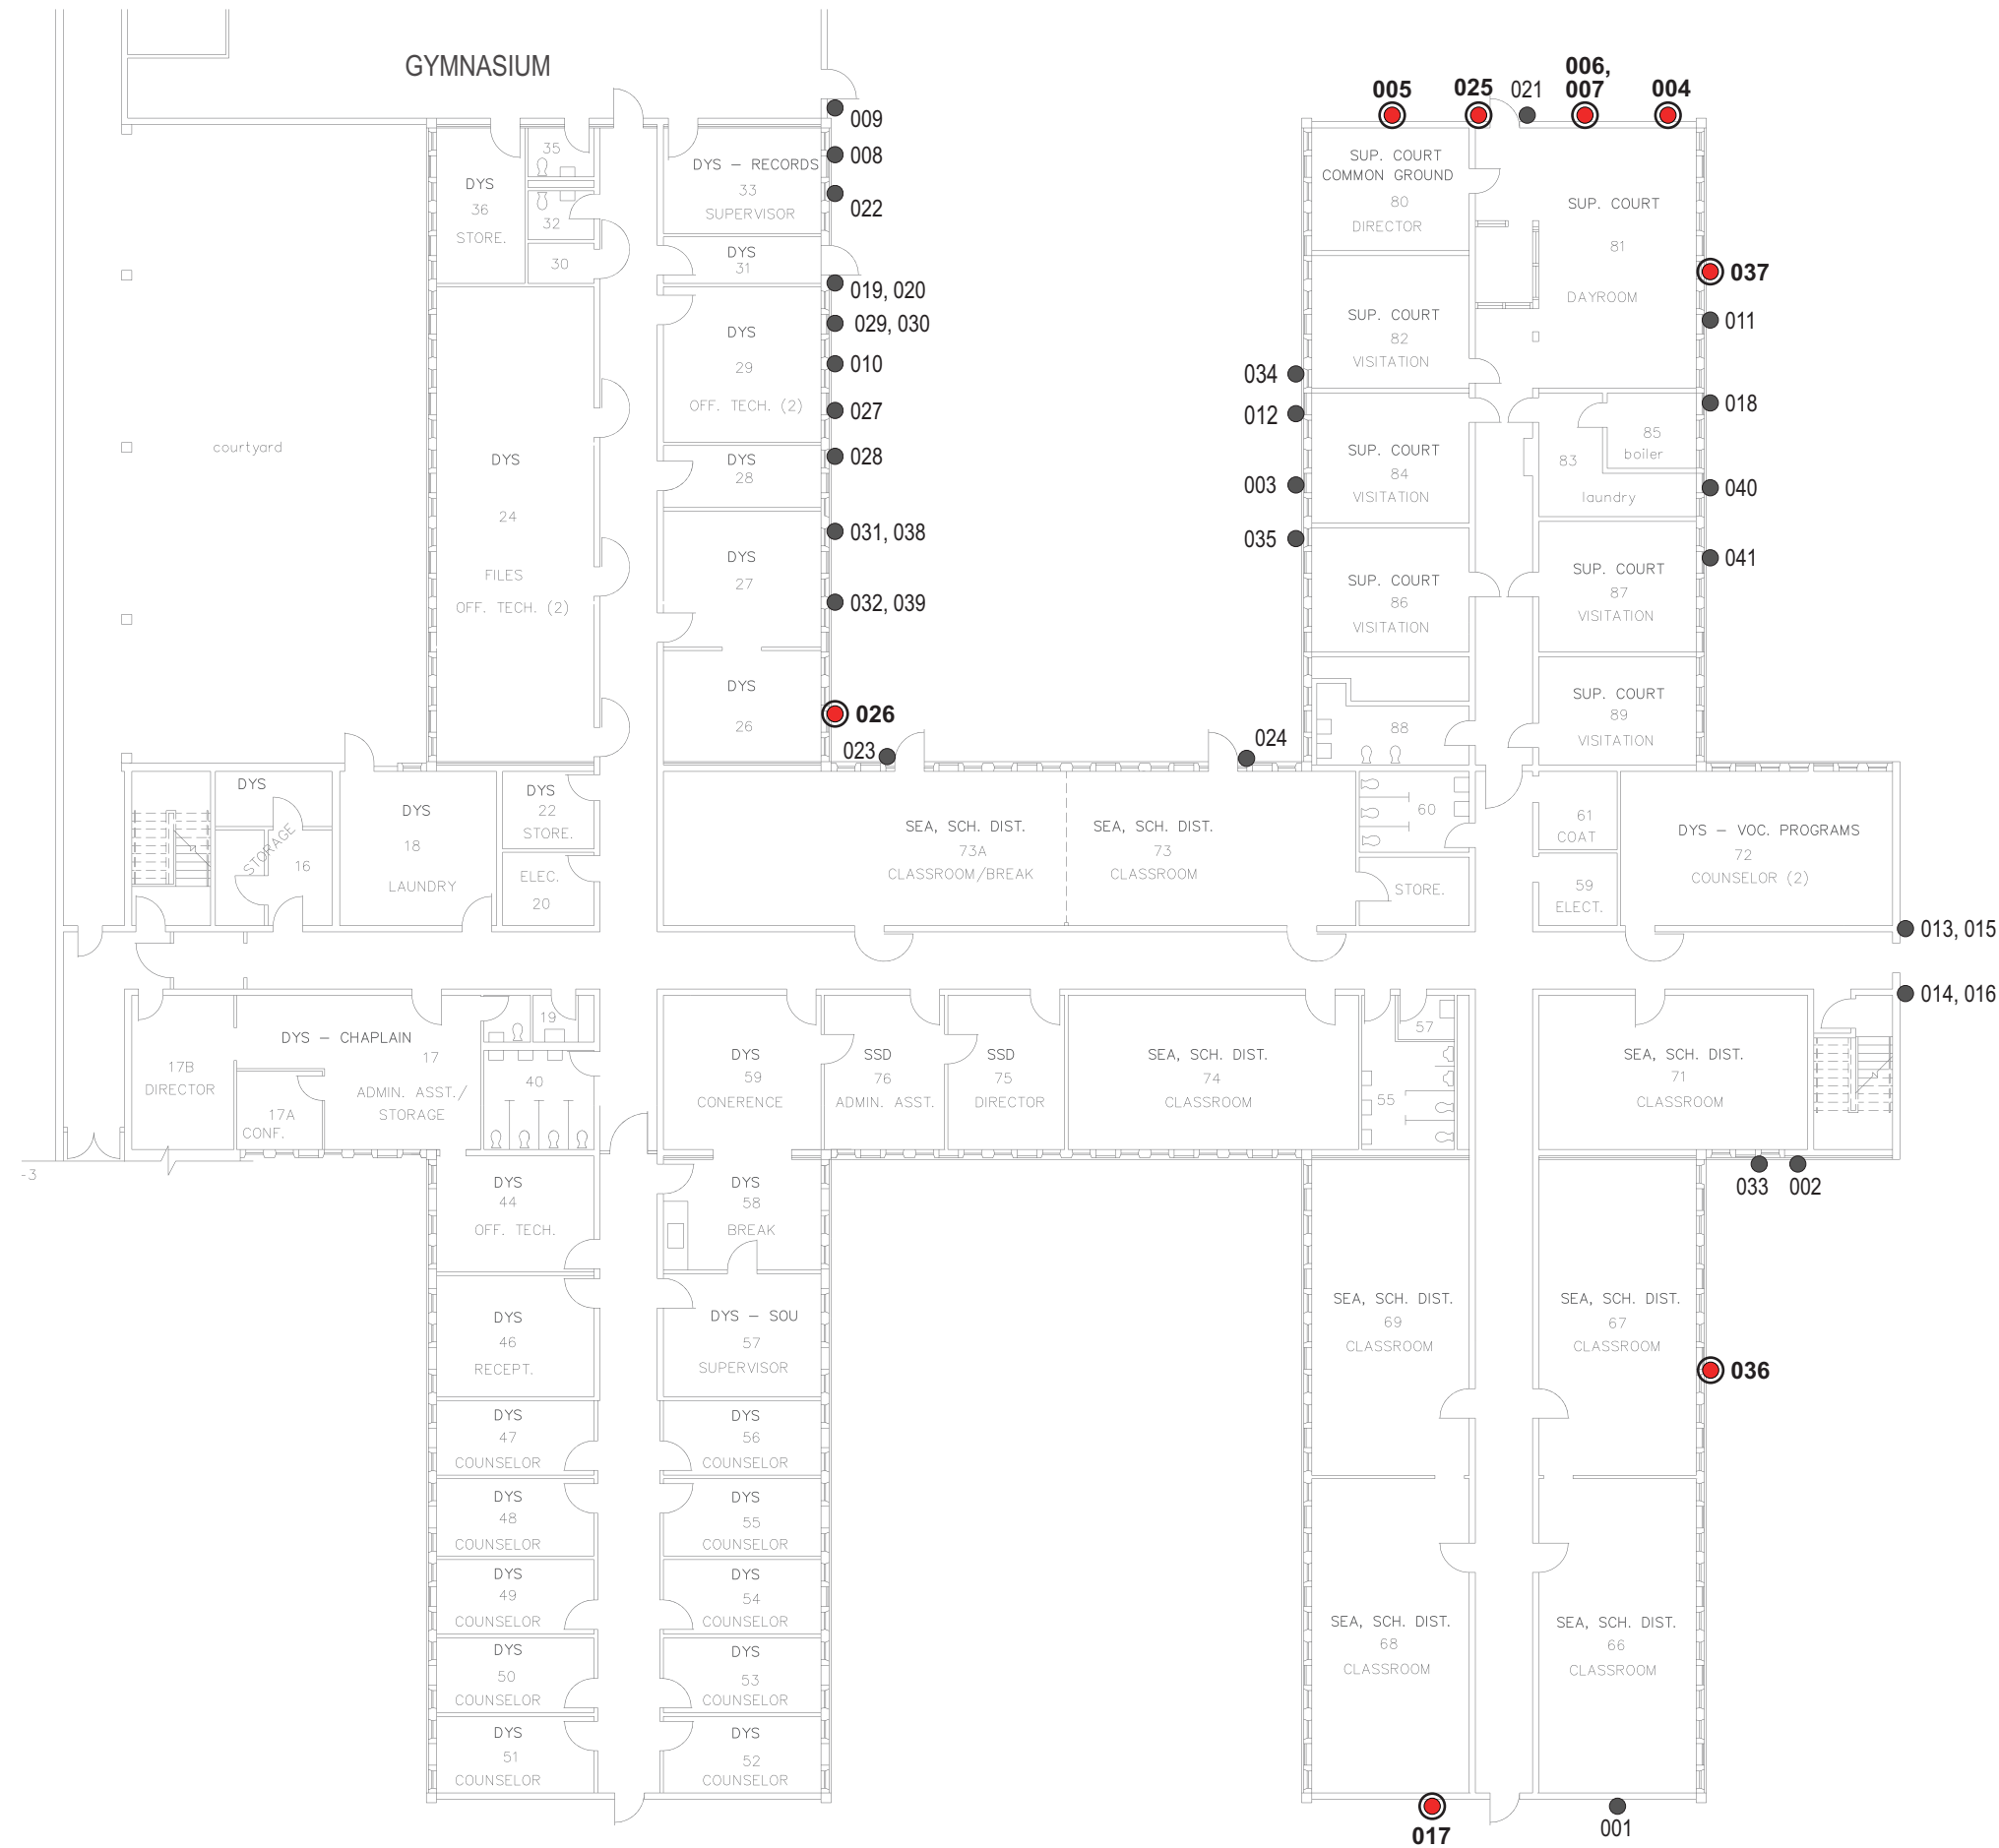 GYMNASIUM
009
008
022
019, 020
029, 030
010
027
028
031, 038
032, 039
026
023
024
005
025
021
006,
007
004
037
011
018
040
041
034
012
003
035
013, 015
014, 016
033
002
036
017
001
-3
courtyard
35
DYS
36
STORE.
32
30
DYS – RECORDS
33
SUPERVISOR
DYS
31
DYS
29
OFF. TECH. (2)
DYS
28
DYS
27
DYS
26
DYS
24
FILES
OFF. TECH. (2)
SUP. COURT
COMMON GROUND
80
DIRECTOR
SUP. COURT
81
DAYROOM
SUP. COURT
82
VISITATION
SUP. COURT
84
VISITATION
85
boiler
83
laundry
SUP. COURT
86
VISITATION
SUP. COURT
87
VISITATION
88
SUP. COURT
89
VISITATION
DYS
STORAGE
16
DYS
18
LAUNDRY
DYS
22
STORE.
ELEC.
20
SEA, SCH. DIST.
73A
CLASSROOM/BREAK
SEA, SCH. DIST.
73
CLASSROOM
60
STORE.
61
COAT
59
ELECT.
DYS – VOC. PROGRAMS
72
COUNSELOR (2)
17B
DIRECTOR
DYS – CHAPLAIN
17
ADMIN. ASST./
STORAGE
17A
CONF.
19
40
DYS
59
CONERENCE
SSD
76
ADMIN. ASST.
SSD
75
DIRECTOR
SEA, SCH. DIST.
74
CLASSROOM
57
55
SEA, SCH. DIST.
71
CLASSROOM
DYS
44
OFF. TECH.
DYS
58
BREAK
DYS
46
RECEPT.
DYS – SOU
57
SUPERVISOR
DYS
47
COUNSELOR
DYS
56
COUNSELOR
DYS
48
COUNSELOR
DYS
55
COUNSELOR
DYS
49
COUNSELOR
DYS
54
COUNSELOR
DYS
50
COUNSELOR
DYS
53
COUNSELOR
DYS
51
COUNSELOR
DYS
52
COUNSELOR
SEA, SCH. DIST.
69
CLASSROOM
SEA, SCH. DIST.
67
CLASSROOM
SEA, SCH. DIST.
68
CLASSROOM
SEA, SCH. DIST.
66
CLASSROOM